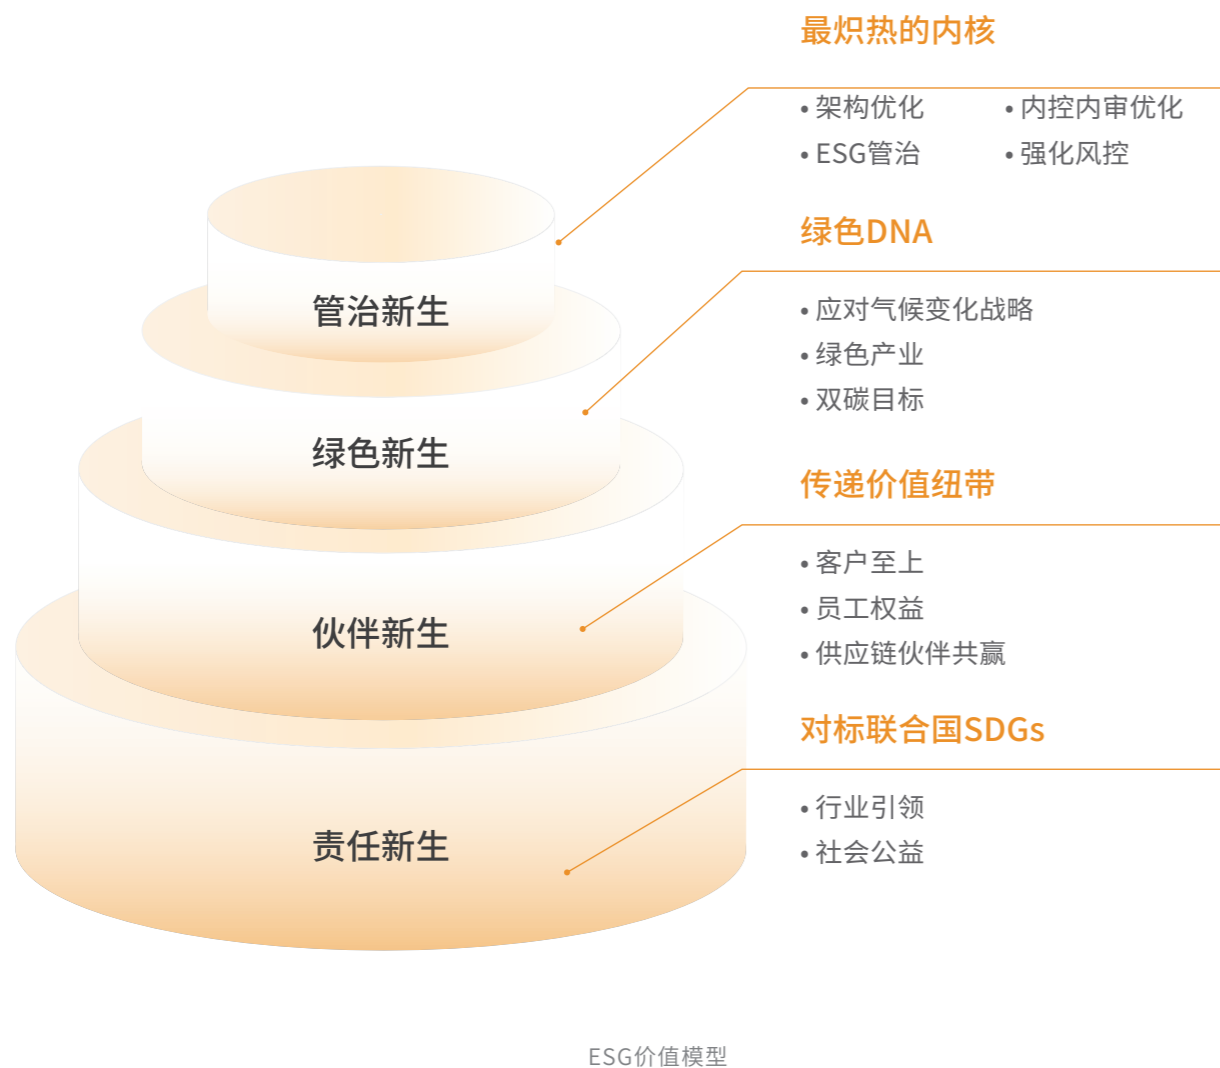 最炽热的内核
• 架构优化
• 内控内审优化
• ESG管治
• 强化风控
管治新生
绿色DNA
• 应对气候变化战略
• 绿色产业
• 双碳目标
绿色新生
传递价值纽带
• 客户至上
• 员工权益
• 供应链伙伴共赢
伙伴新生
对标联合国SDGs
• 行业引领
• 社会公益
责任新生
ESG价值模型